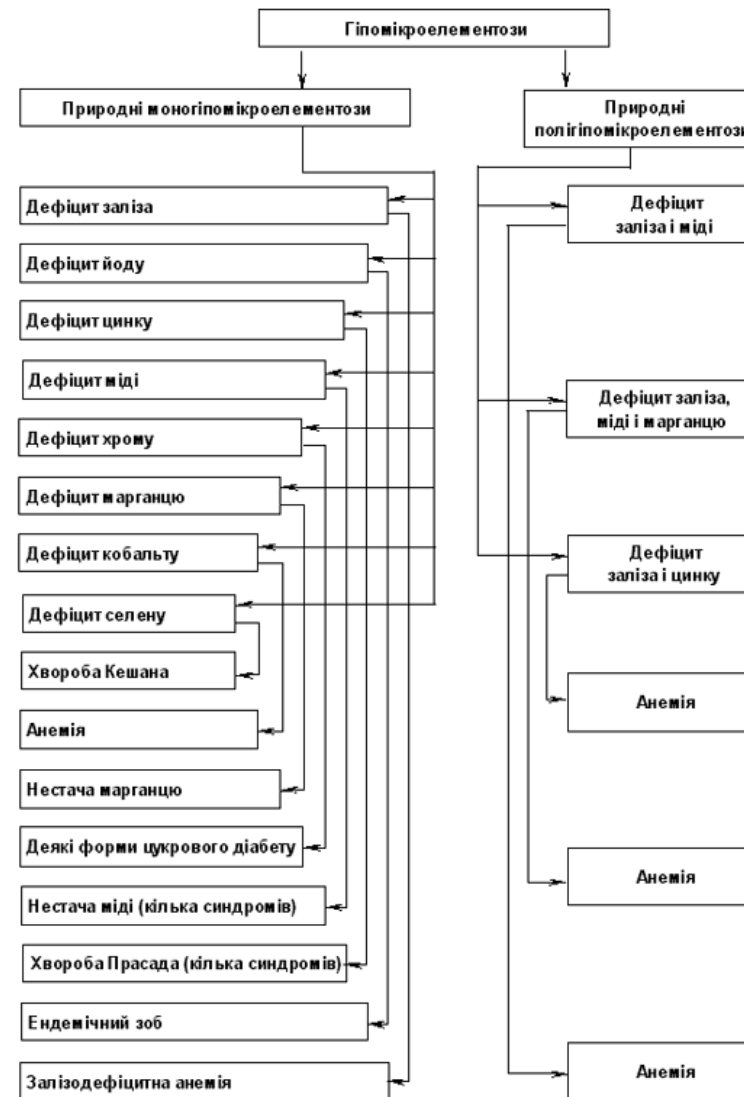 Гіпомікроелементози
Природні моногіпомікроелементози
Природні
полігіпомікроелементози
Дефіцит заліза
Дефіцит йоду
Дефіцит цинку
Дефіцит міді
Дефіцит хрому
Дефіцит марганцю
Дефіцит кобальту
Дефіцит селену
Хвороба Кешана
Анемія
Нестача марганцю
Деякі форми цукрового діабету
Нестача міді (кілька синдромів)
Хвороба Прасада (кілька синдромів)
Ендемічний зоб
Залізодефіцитна анемія
Дефіцит
заліза і міді
Дефіцит заліза,
міді і марганцю
Дефіцит
заліза і цинку
Анемія
Анемія
Анемія